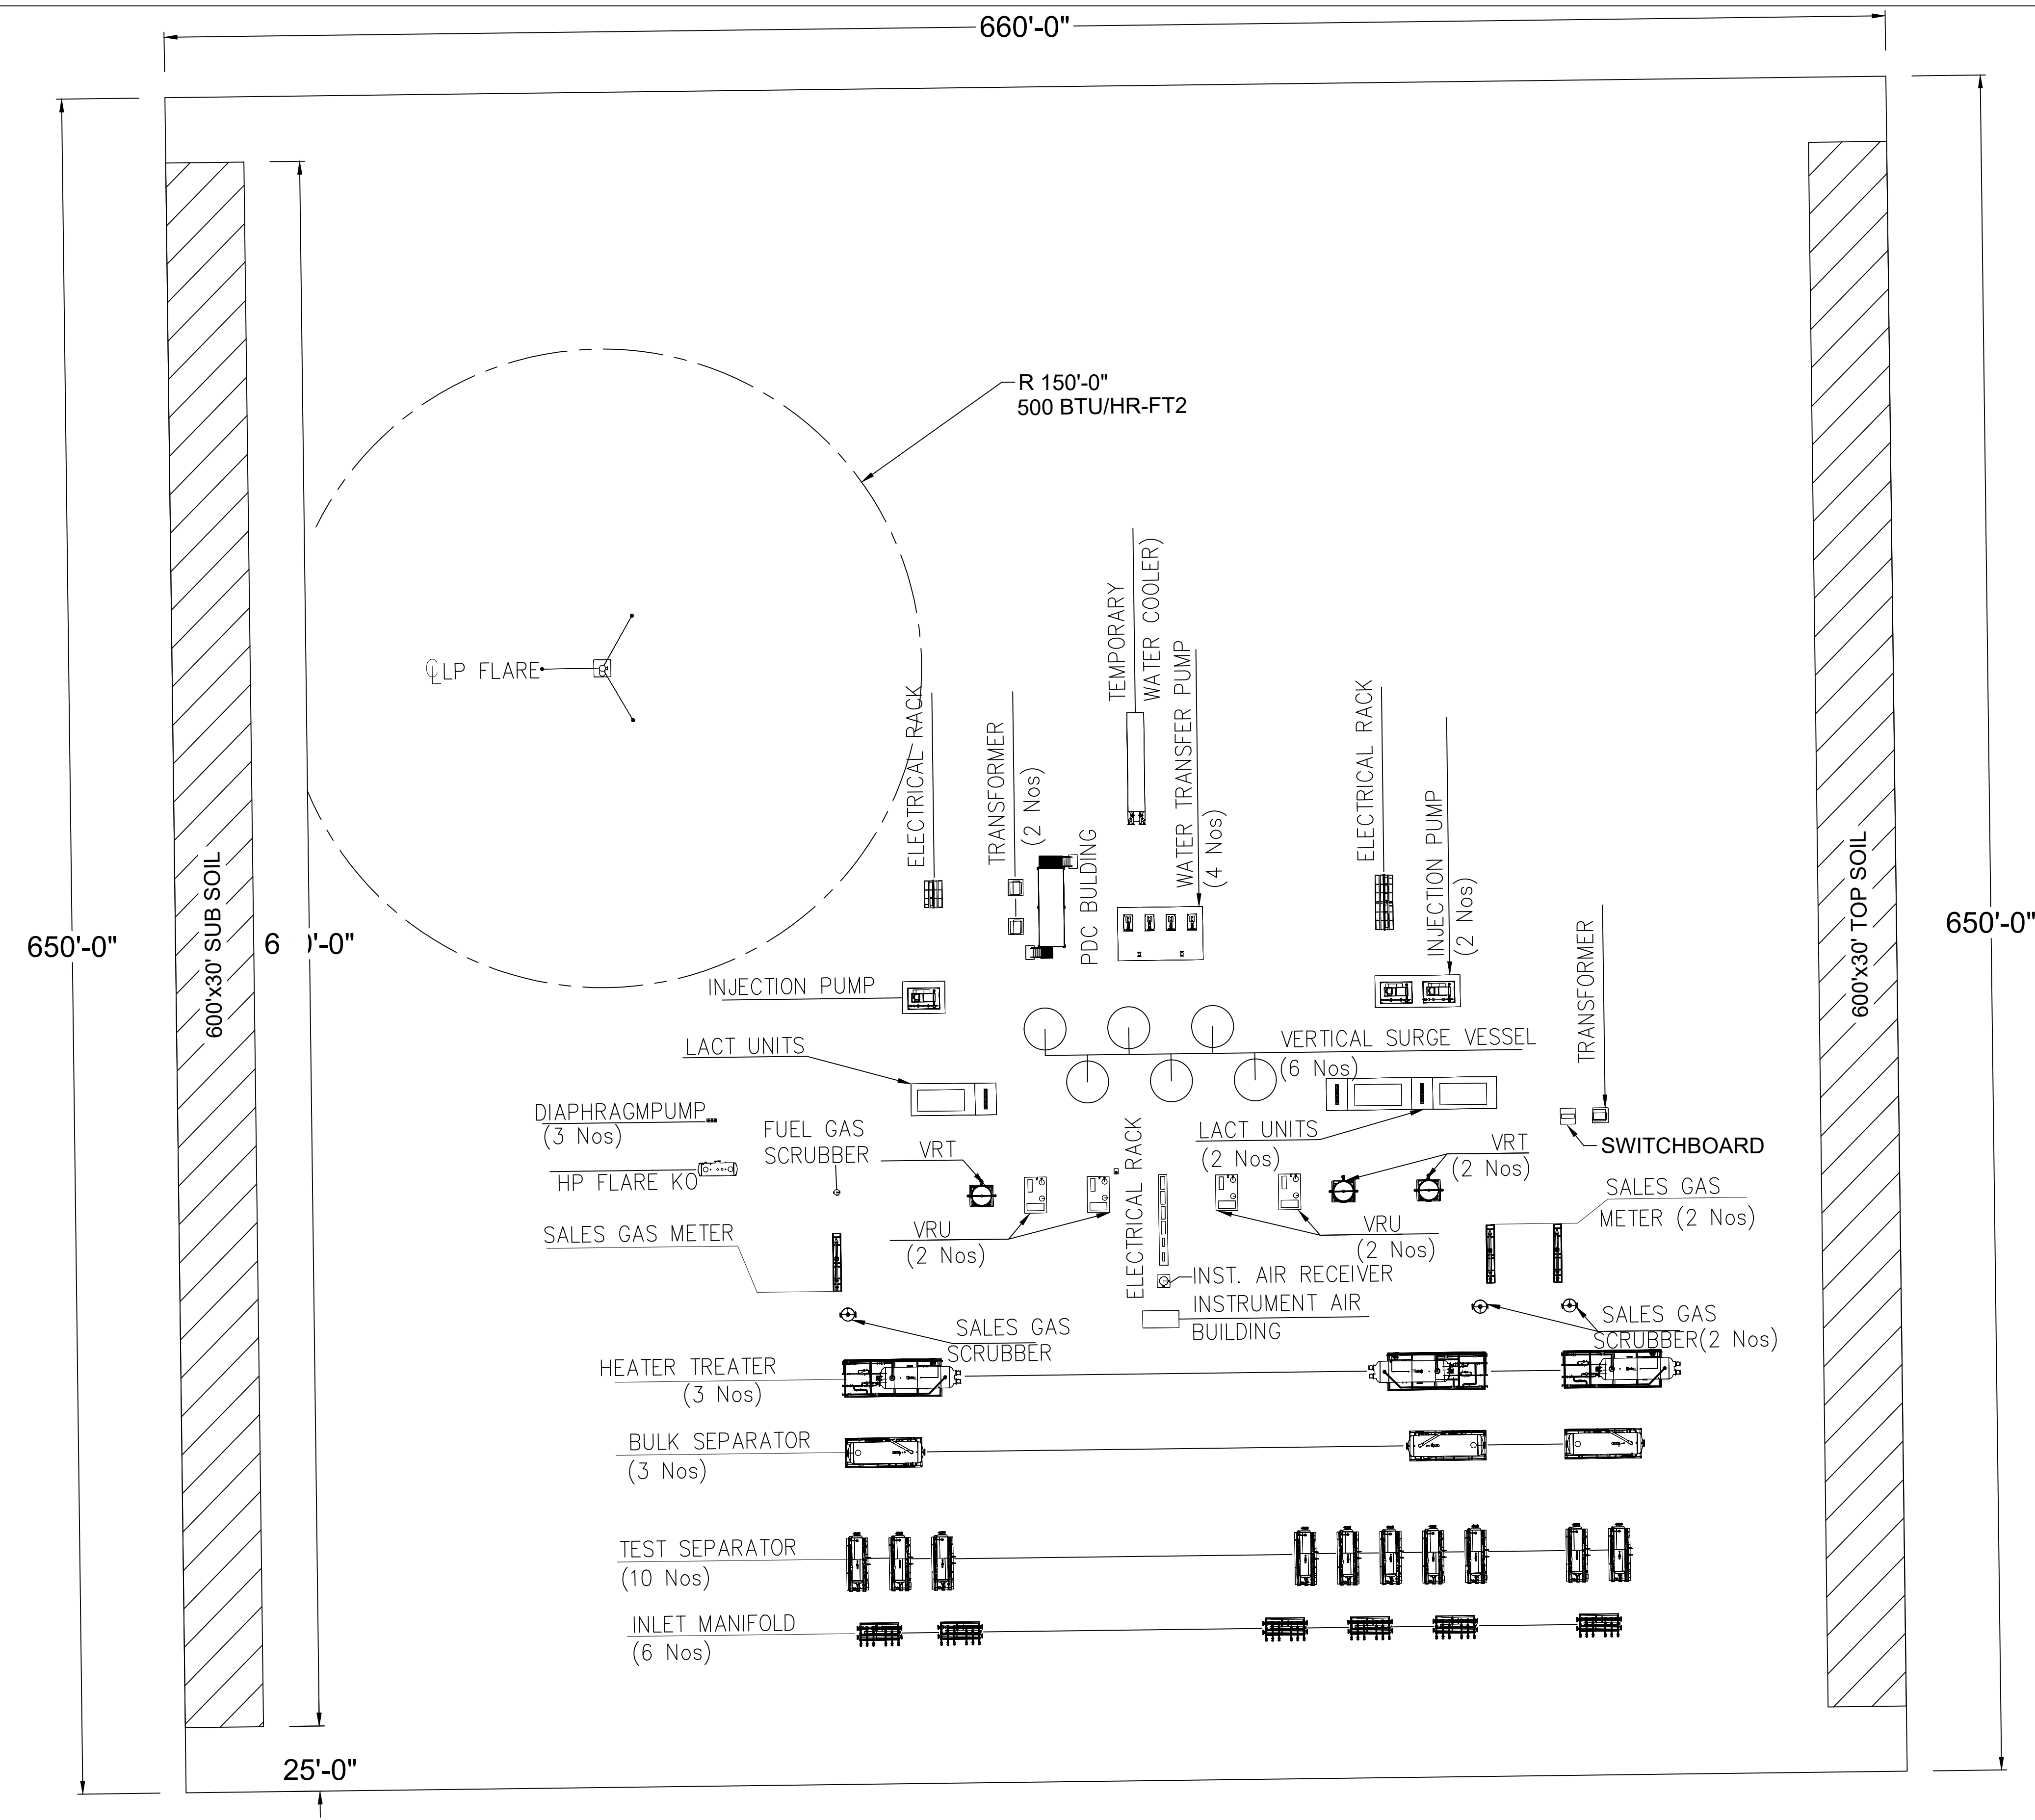 660'-0"
R 150'-0"
500 BTU/HR-FT2
TEMPORARY
WATER COOLER)
WATER TRANSFER PUMP
(4 Nos)
℄ LP FLARE
ELECTRICAL RACK
TRANSFORMER
(2 Nos)
PDC BULDING
ELECTRICAL RACK
INJECTION PUMP
(2 Nos)
650'-0"
600'x30' SUB SOIL
6 0'-0"
600'x30' TOP SOIL
650'-0"
INJECTION PUMP
TRANSFORMER
LACT UNITS
VERTICAL SURGE VESSEL
(6 Nos)
DIAPHRAGMPUMP
(3 Nos)
FUEL GAS
SCRUBBER
VRT
ELECTRICAL RACK
LACT UNITS
(2 Nos)
VRT
(2 Nos)
SWITCHBOARD
HP FLARE KO
SALES GAS
METER (2 Nos)
SALES GAS METER
VRU
(2 Nos)
VRU
(2 Nos)
INST. AIR RECEIVER
INSTRUMENT AIR
BUILDING
SALES GAS
SCRUBBER
SALES GAS
SCRUBBER(2 Nos)
HEATER TREATER
(3 Nos)
BULK SEPARATOR
(3 Nos)
TEST SEPARATOR
(10 Nos)
INLET MANIFOLD
(6 Nos)
25'-0"